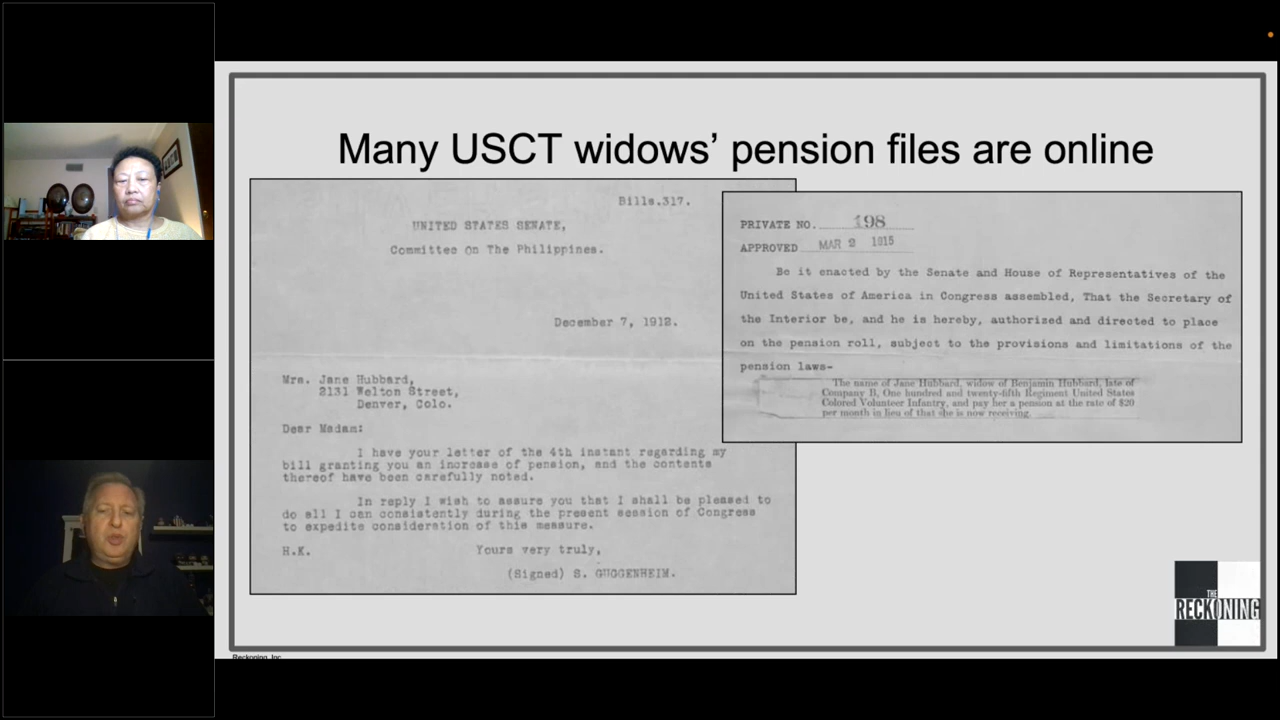 Many USCT widows’ pension files are online
Bills.317.
UNITED STATES SENATE,
Committee On The Philippines.
December 7, 1912.
Mrs. Jane Hubbard,
2131 Welton Street,
Denver, Colo.
Dear Madam:
I have your letter of the 4th instant regarding my
bill granting you an increase of pension, and the contents
thereof have been carefully noted.
In reply I wish to assure you that I shall be pleased to
do all I can consistently during the present session of Congress
to expedite consideration of this measure.
H.K. Yours very truly,
(Signed) S. GUGGENHEIM.
PRIVATE NO. 498
APPROVED MAR 2 1915
Be it enacted by the Senate and House of Representatives of the
United States of America in Congress assembled, That the Secretary of
the Interior be, and he is hereby, authorized and directed to place
on the pension roll, subject to the provisions and limitations of the
pension laws-
The name of Jane Hubbard, widow of Benjamin Hubbard, late of
Company B, One hundred and twenty-fifth Regiment United States
Colored Volunteer Infantry, and pay her a pension at the rate of $20
per month in lieu of that she is now receiving.
THE
RECKONING
Reckoning, Inc.